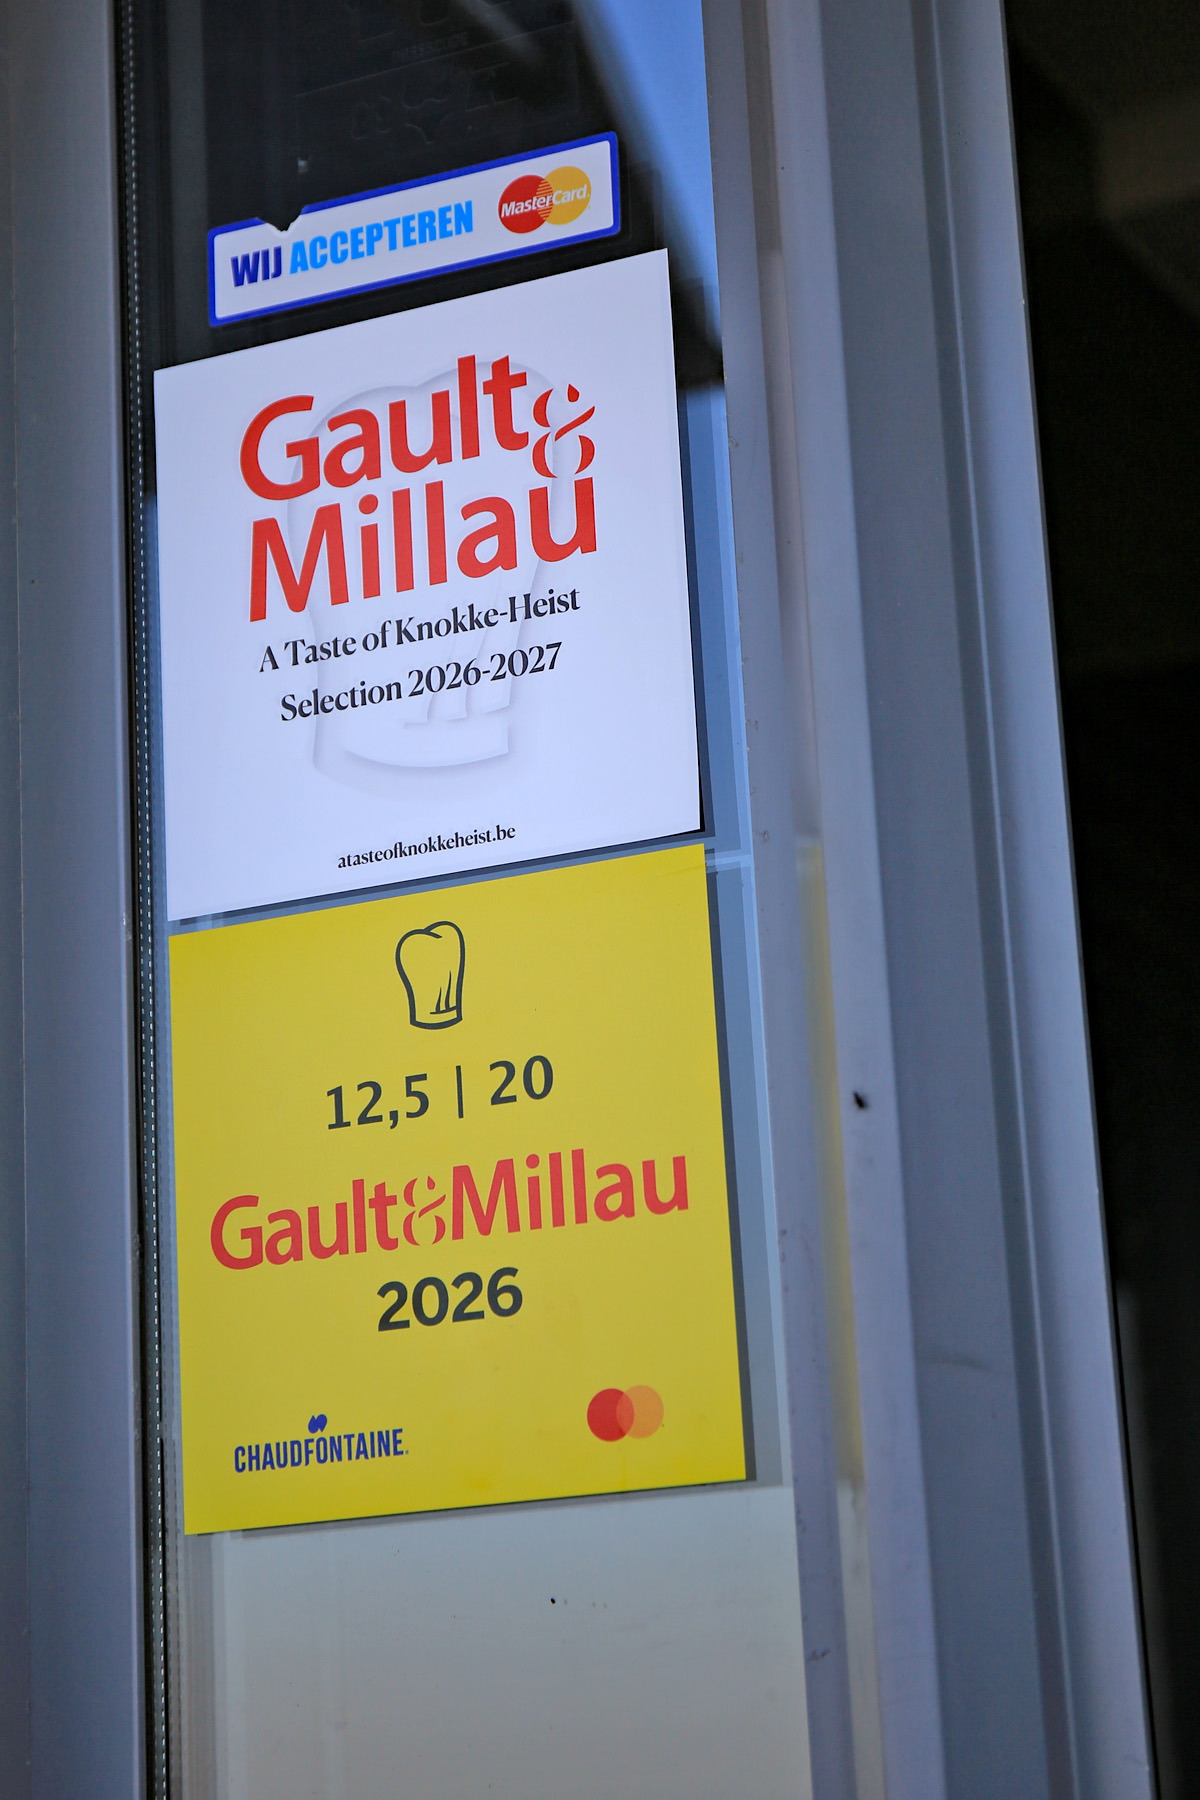 WIJ ACCEPTEREN MasterCard
Gault&
Millau
A Taste of Knokke-Heist
Selection 2026-2027
atasteofknokkeheist.be
12,5 | 20
Gault&Millau
2026
CHAUDFONTAINE